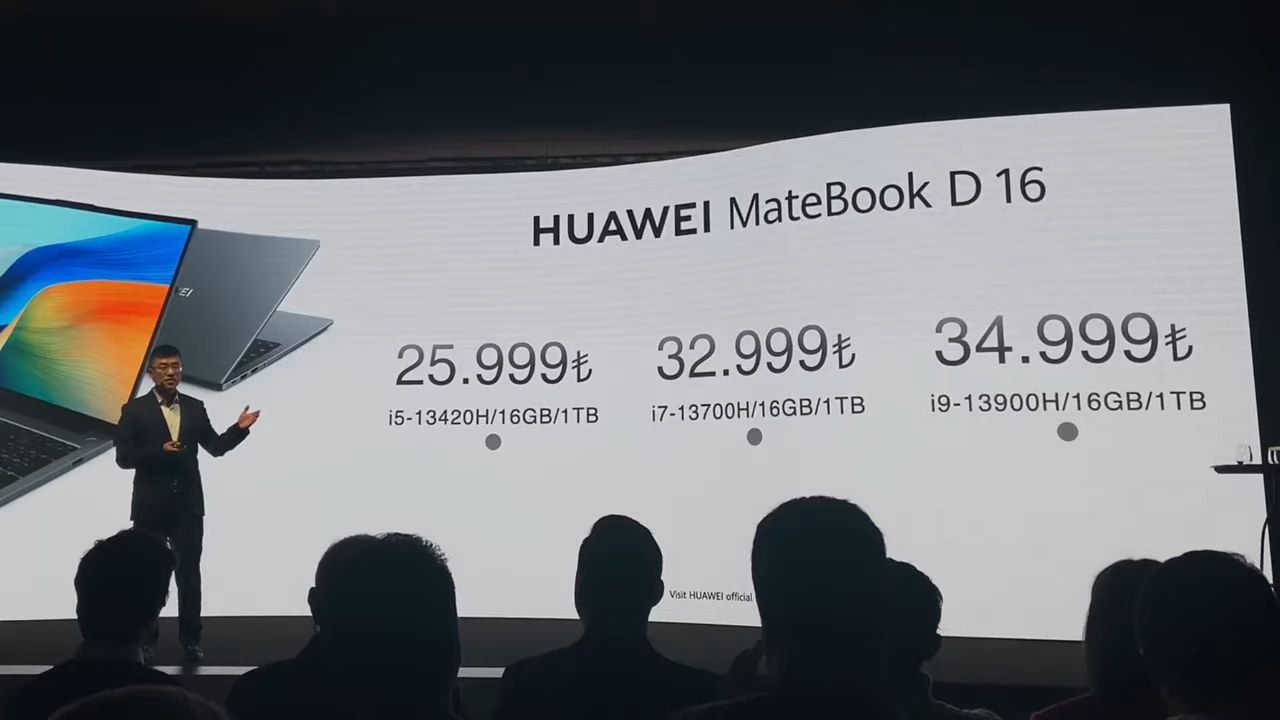 HUAWEI MateBook D 16
25.999₺
i5-13420H/16GB/1TB
32.999₺
i7-13700H/16GB/1TB
34.999₺
i9-13900H/16GB/1TB
Visit HUAWEI official